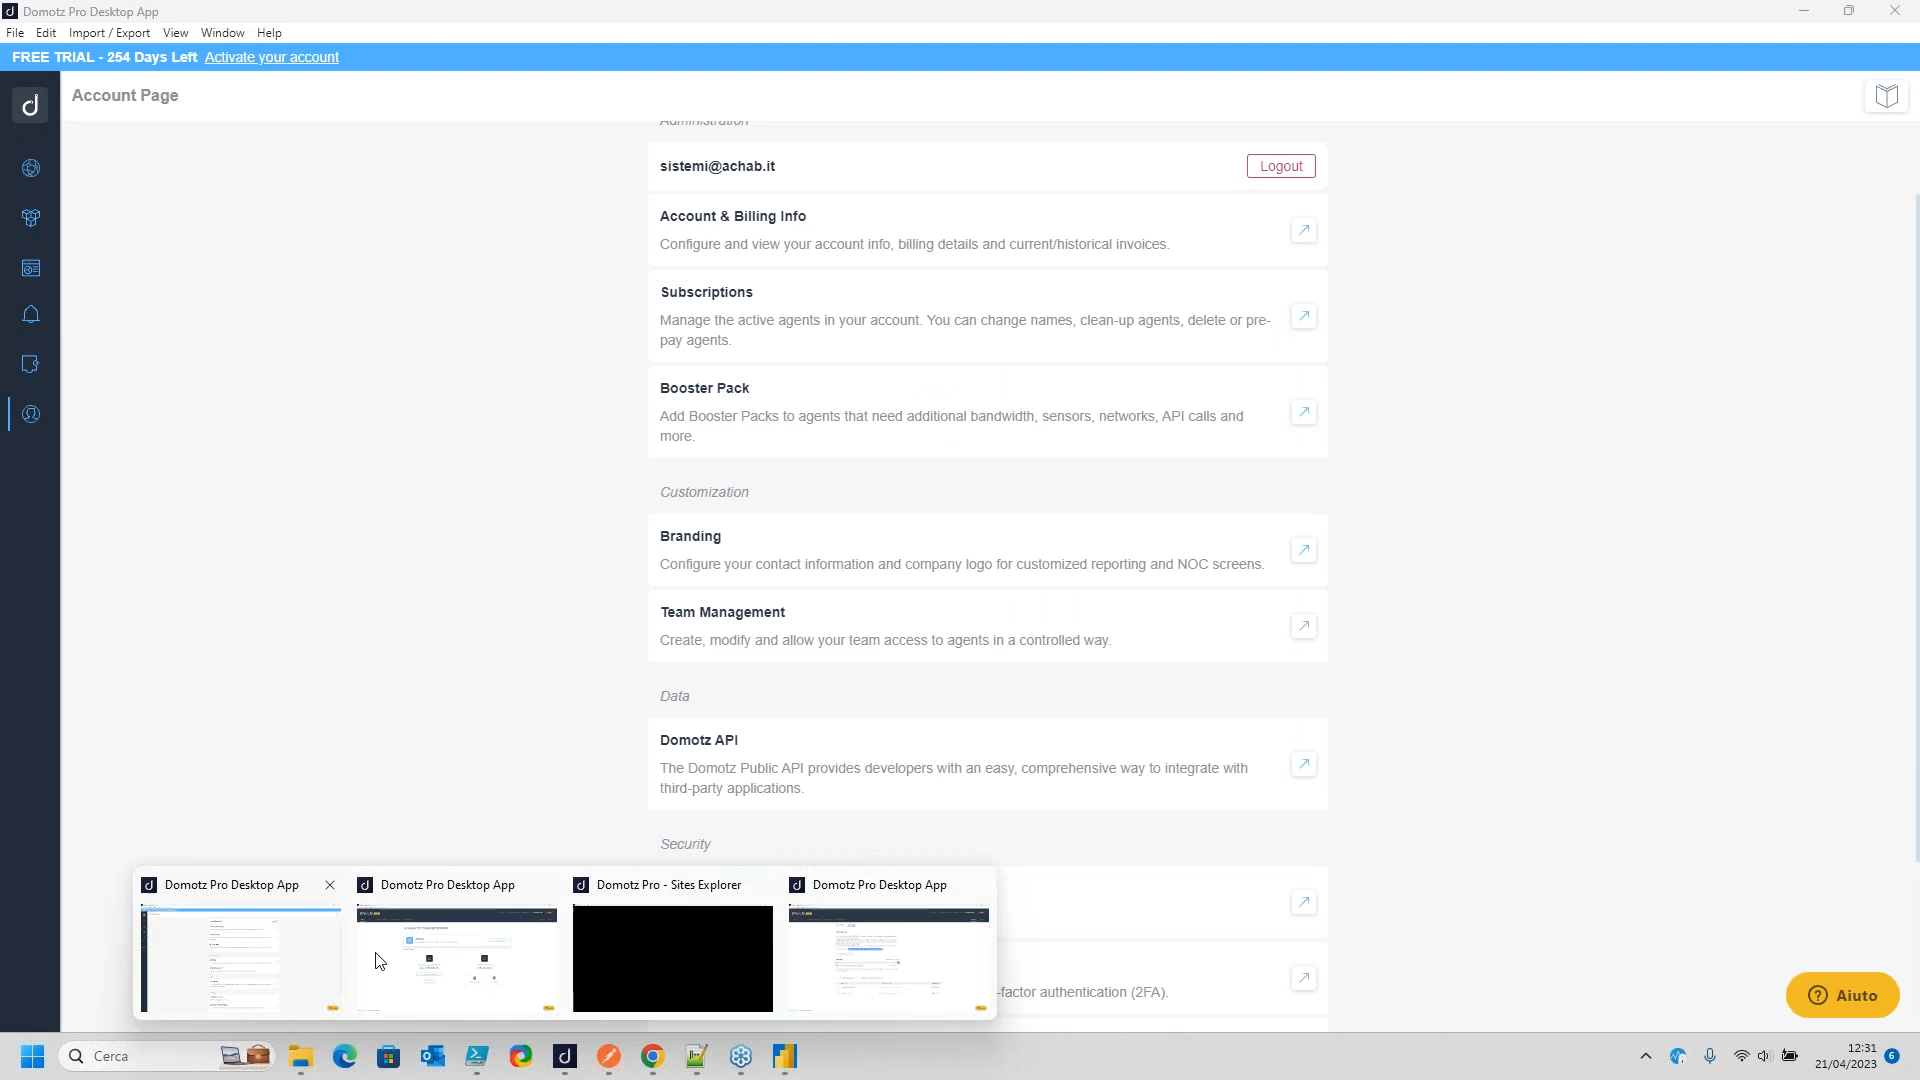 Domotz Pro Desktop App
File Edit Import / Export View Window Help
FREE TRIAL - 254 Days Left Activate your account
Account Page
Administration
sistemi@achab.it Logout
Account & Billing Info
Configure and view your account info, billing details and current/historical invoices.
Subscriptions
Manage the active agents in your account. You can change names, clean-up agents, delete or pre-
pay agents.
Booster Pack
Add Booster Packs to agents that need additional bandwidth, sensors, networks, API calls and
more.
Customization
Branding
Configure your contact information and company logo for customized reporting and NOC screens.
Team Management
Create, modify and allow your team access to agents in a controlled way.
Data
Domotz API
The Domotz Public API provides developers with an easy, comprehensive way to integrate with
third-party applications.
Security
Domotz Pro Desktop App Domotz Pro Desktop App Domotz Pro - Sites Explorer Domotz Pro Desktop App
-factor authentication (2FA).
Aiuto
Cerca
12:31
21/04/2023 6